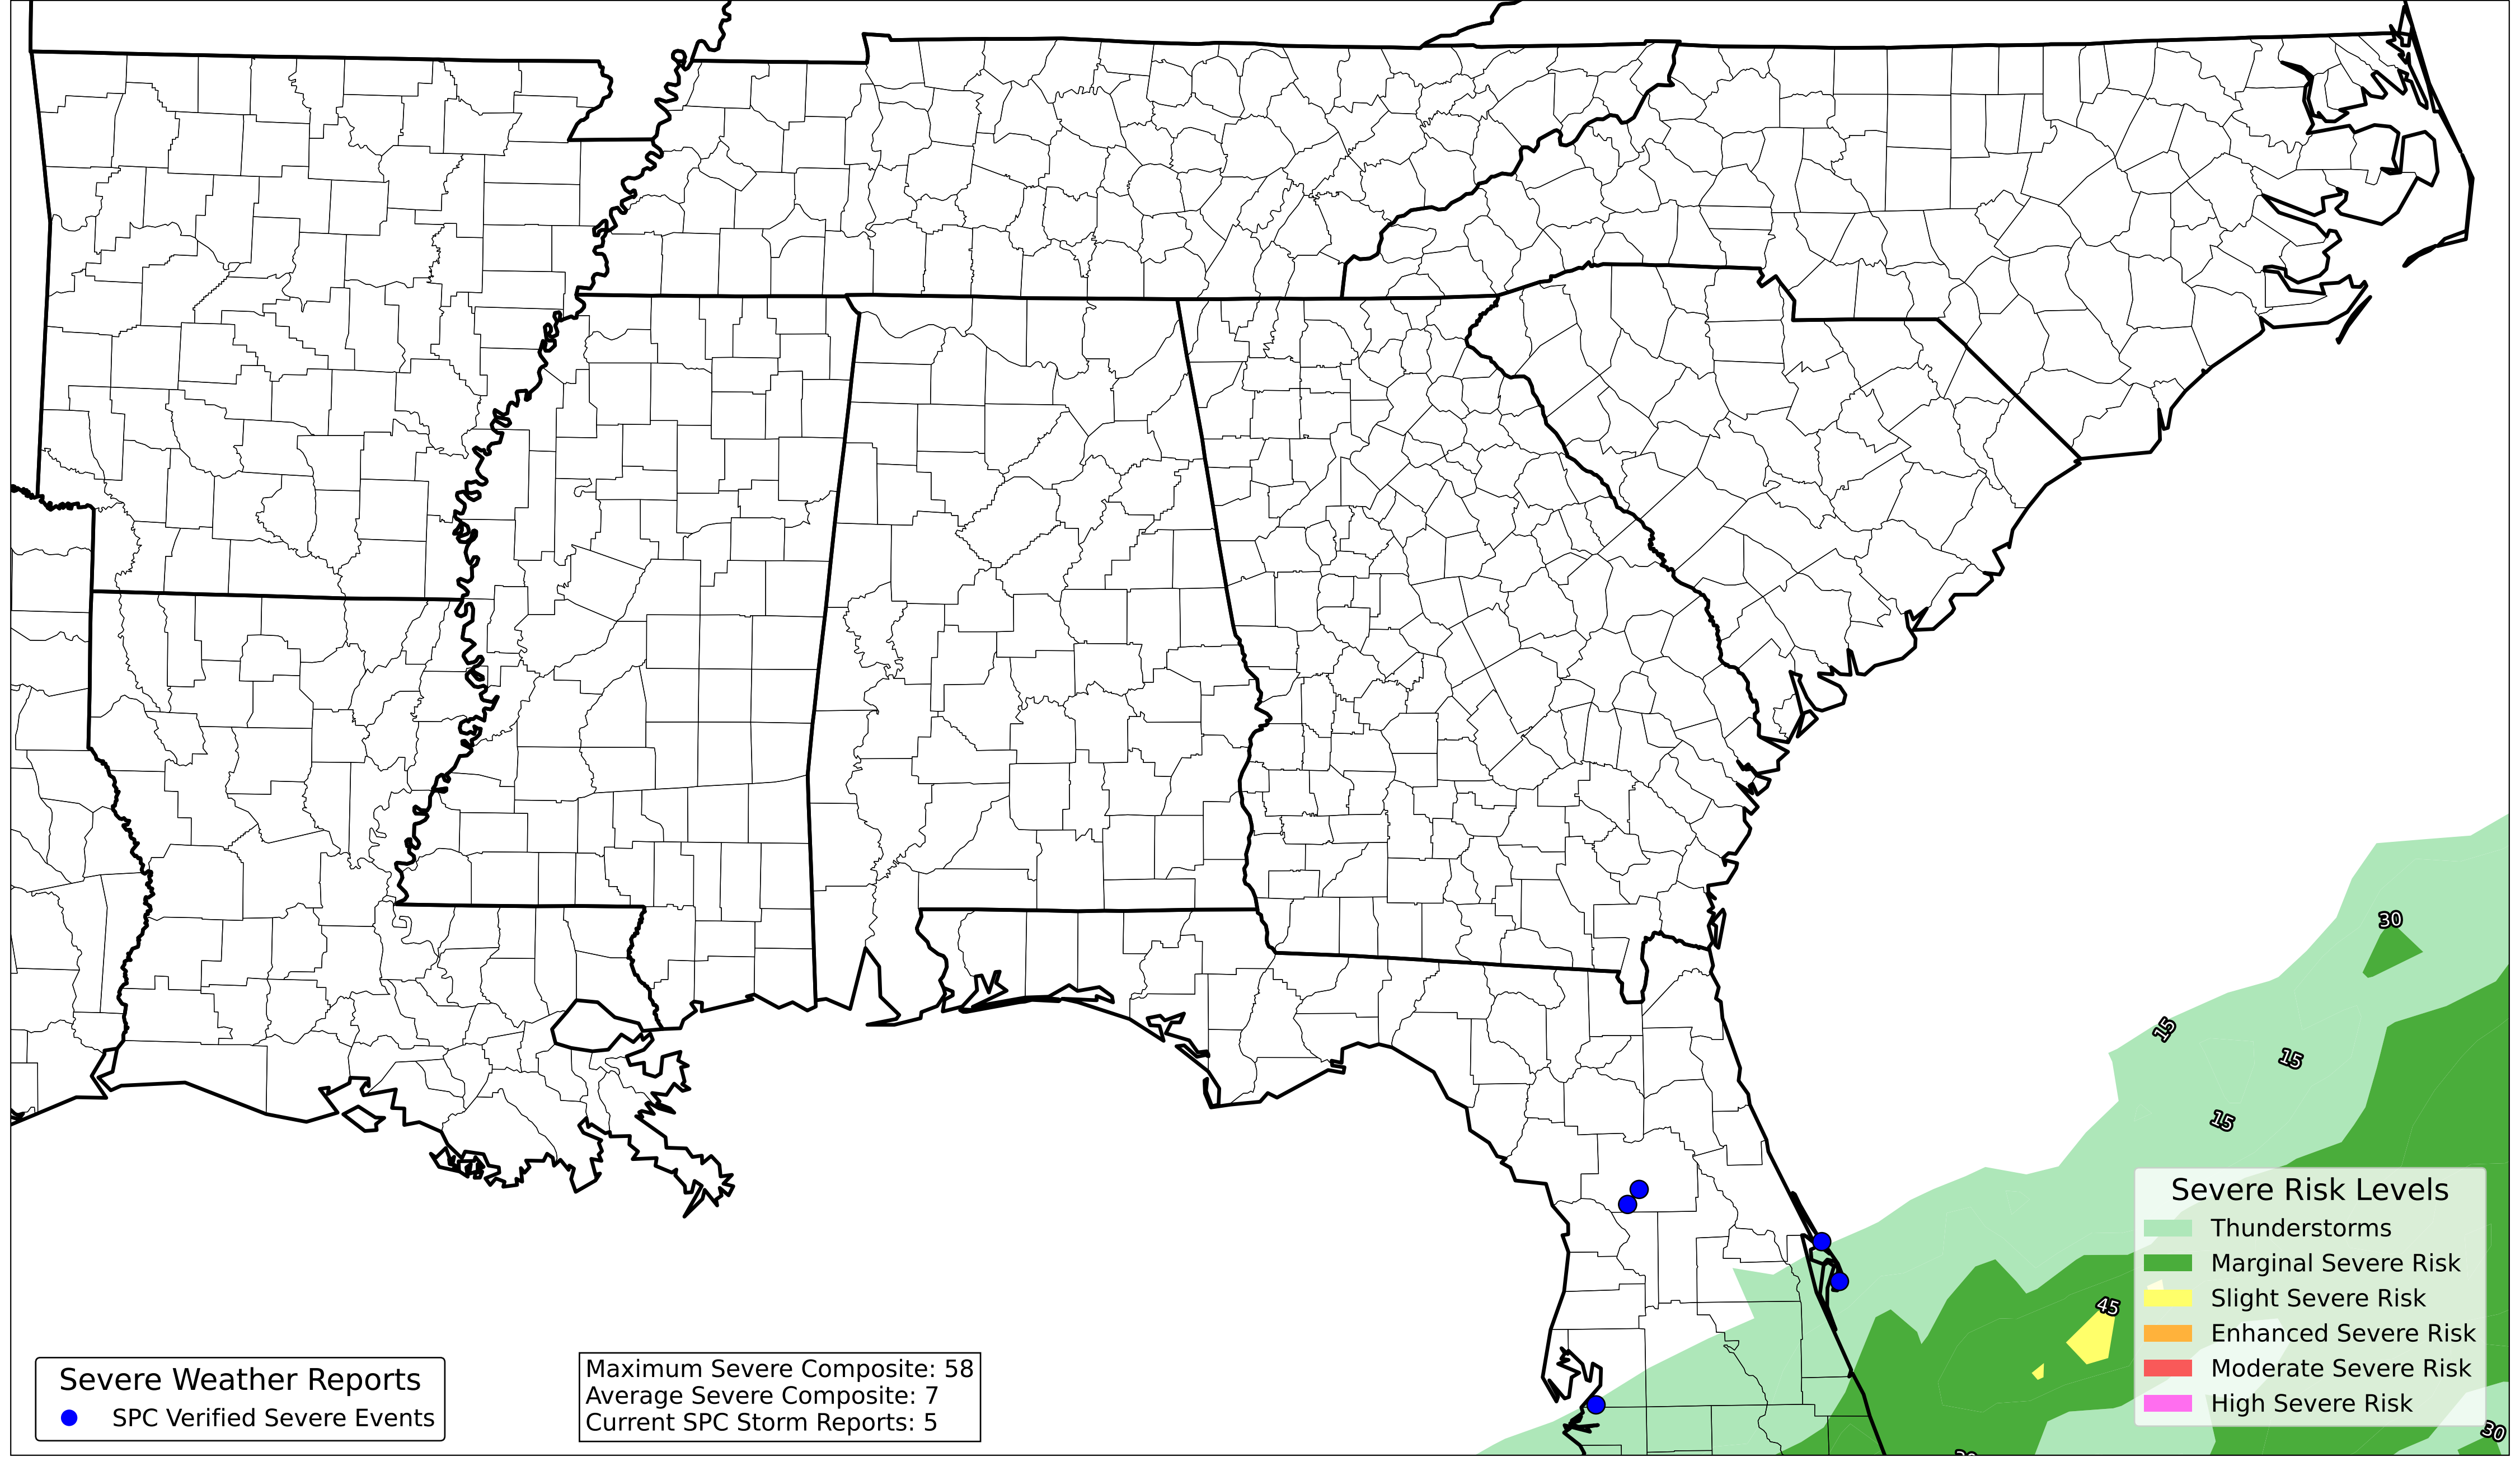 30
15
15
15
Severe Risk Levels
Thunderstorms
Marginal Severe Risk
45
Slight Severe Risk
Enhanced Severe Risk
Moderate Severe Risk
High Severe Risk
30
Severe Weather Reports
SPC Verified Severe Events
Maximum Severe Composite: 58
Average Severe Composite: 7
Current SPC Storm Reports: 5